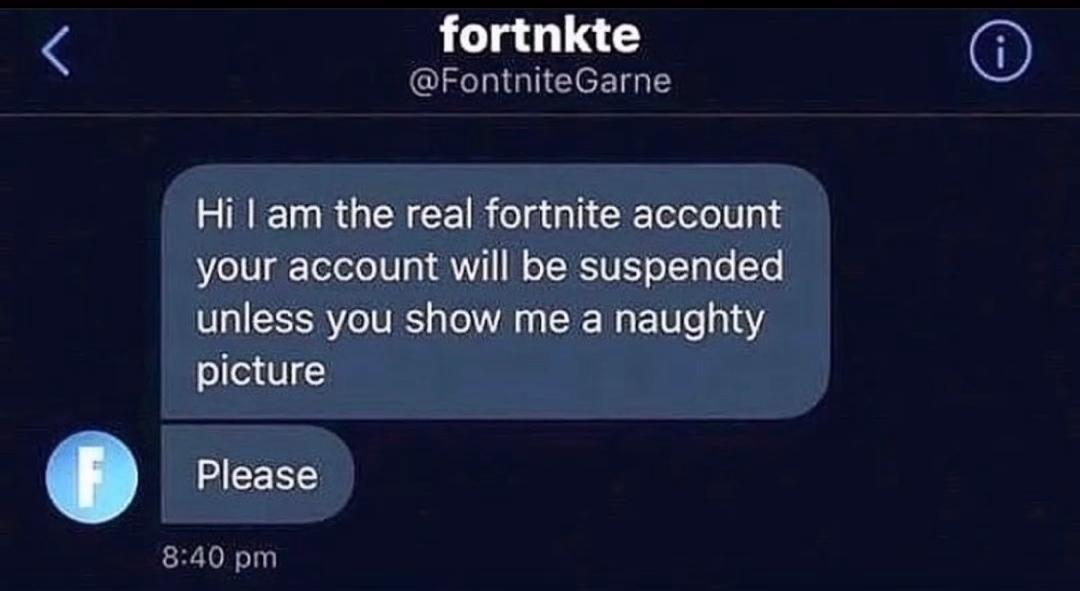 fortnkte
@FontniteGarne
Hi I am the real fortnite account
your account will be suspended
unless you show me a naughty
picture
F
Please
8:40 pm